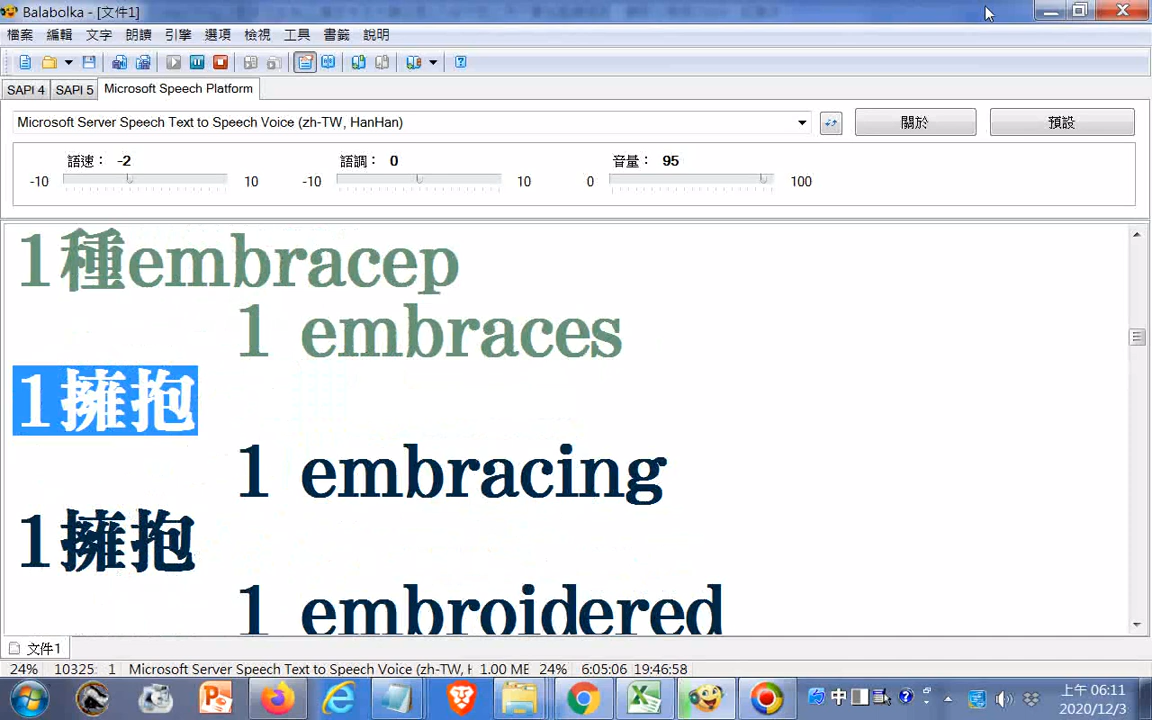 Balabolka - [文件1]
檔案 編輯 文字 朗讀 引擎 選項 檢視 工具 書籤 說明
SAPI 4 SAPI 5 Microsoft Speech Platform
Microsoft Server Speech Text to Speech Voice (zh-TW, HanHan) 關於 預設
語速： -2 語調： 0 音量： 95
-10 10 -10 10 0 100
1種embracep
1 embraces
1擁抱
1 embracing
1擁抱
1 embroidered
文件1
24% 10325: 1 Microsoft Server Speech Text to Speech Voice (zh-TW, 1.00 ME 24% 6:05:06 19:46:58
中 上午 06:11
2020/12/3